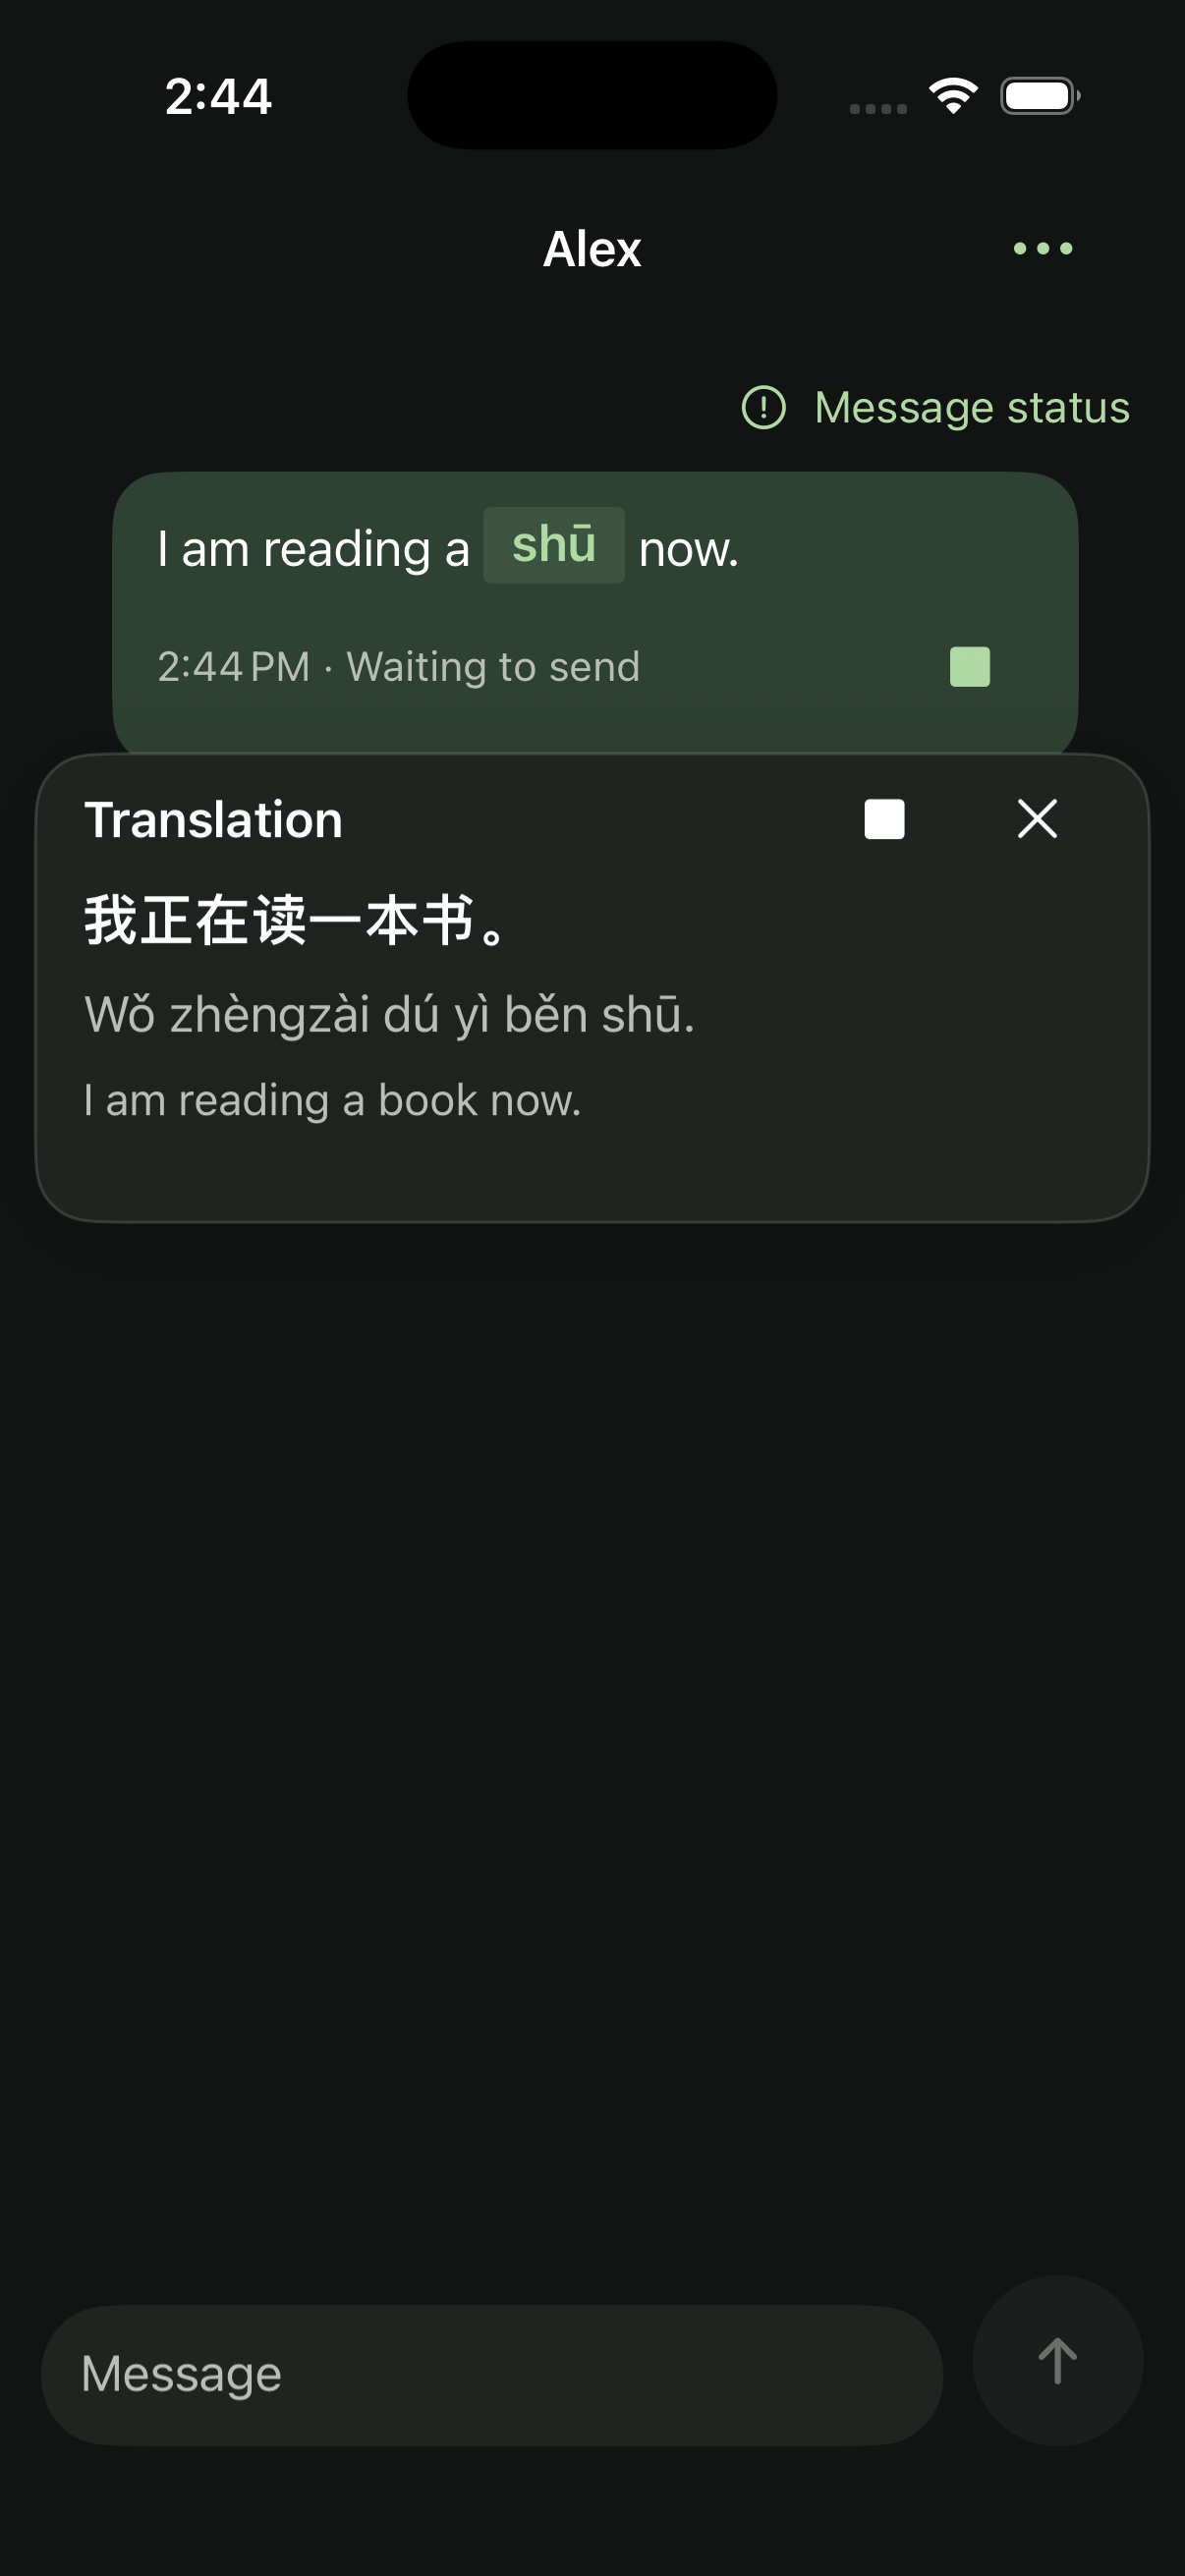 2:44
Alex
Message status
I am reading a shū now.
2:44 PM · Waiting to send
Translation
我正在读一本书。
Wǒ zhèngzài dú yì běn shū.
I am reading a book now.
Message